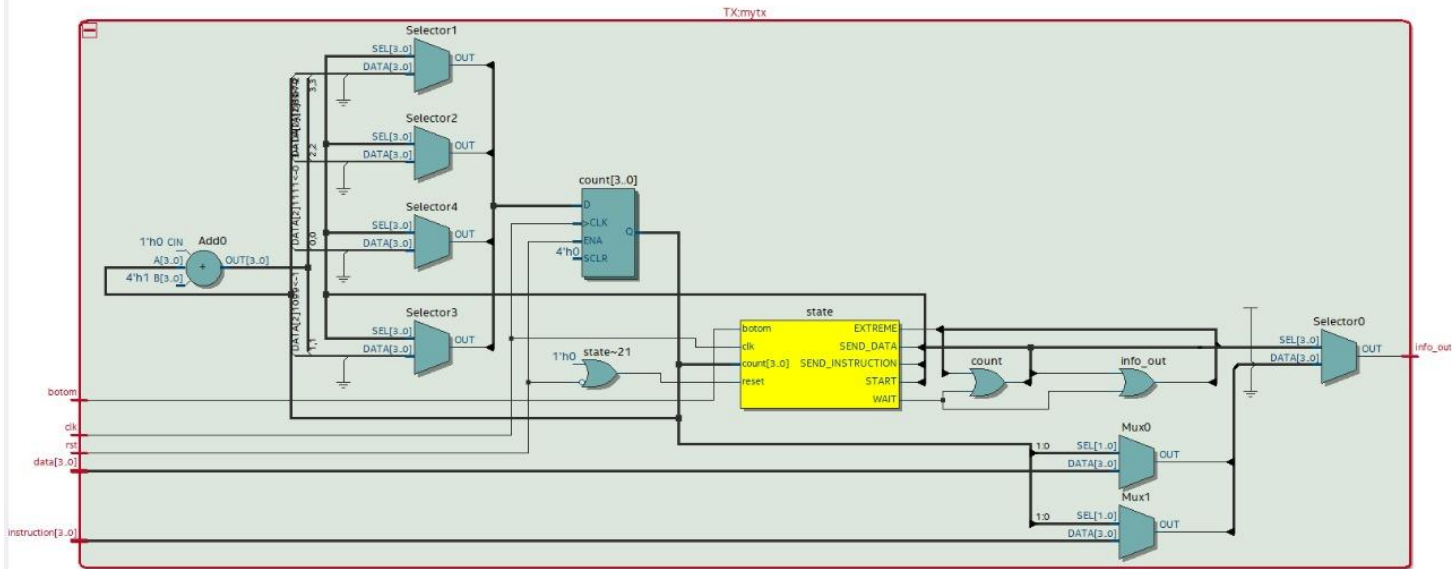 TX:mytx
Selector1
SEL[3..0]
DATA[3..0]
OUT
3,3
Selector2
SEL[3..0]
DATA[3..0]
OUT
2,2
Selector4
SEL[3..0]
DATA[3..0]
OUT
0,0
Selector3
SEL[3..0]
DATA[3..0]
OUT
1,1
1'h0 CIN
Add0
A[3..0]
+
OUT[3..0]
4'h1 B[3..0]
count[3..0]
D
CLK
ENA
4'h0 SCLR
Q
1'h0
state~21
state
botom
clk
count[3..0]
reset
EXTREME
SEND_DATA
SEND_INSTRUCTION
START
WAIT
count
info_out
Selector0
SEL[3..0]
DATA[3..0]
OUT
info_out
Mux0
1:0
SEL[1..0]
DATA[3..0]
OUT
Mux1
1:0
SEL[1..0]
DATA[3..0]
OUT
botom
clk
rst
data[3..0]
instruction[3..0]